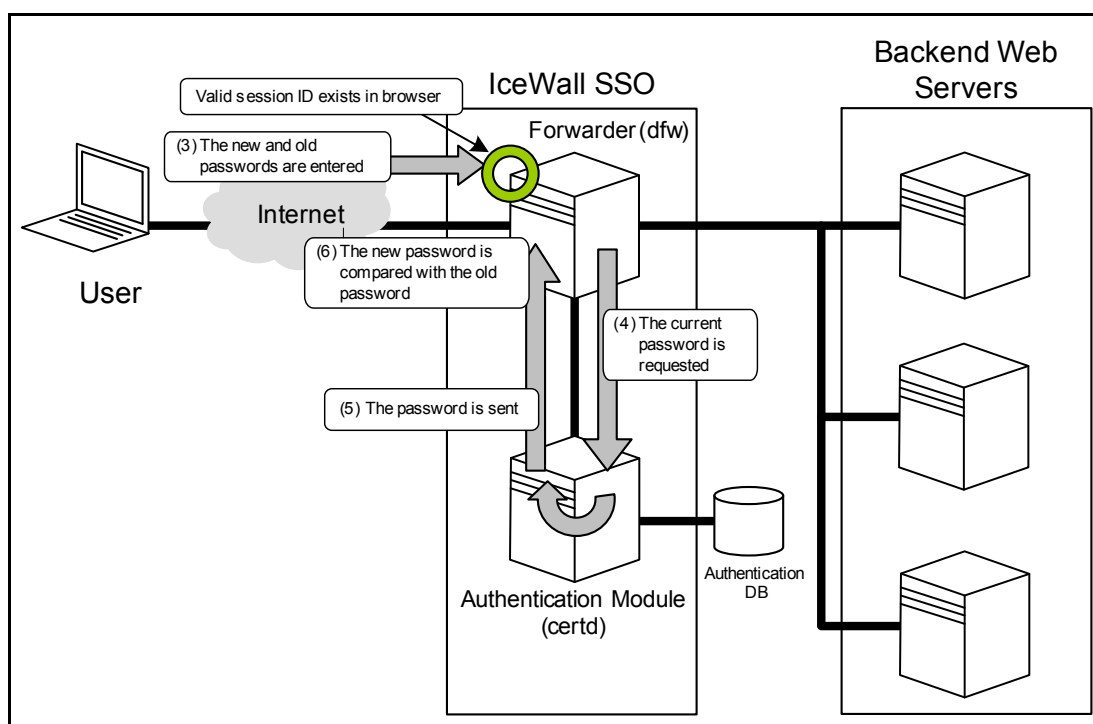 Backend Web
Servers
IceWall SSO
Valid session ID exists in browser
Forwarder (dfw)
(3) The new and old
passwords are entered
Internet
User
(6) The new password is
compared with the old
password
(4) The current
password is
requested
(5) The password is sent
Authentication
DB
Authentication Module
(certd)